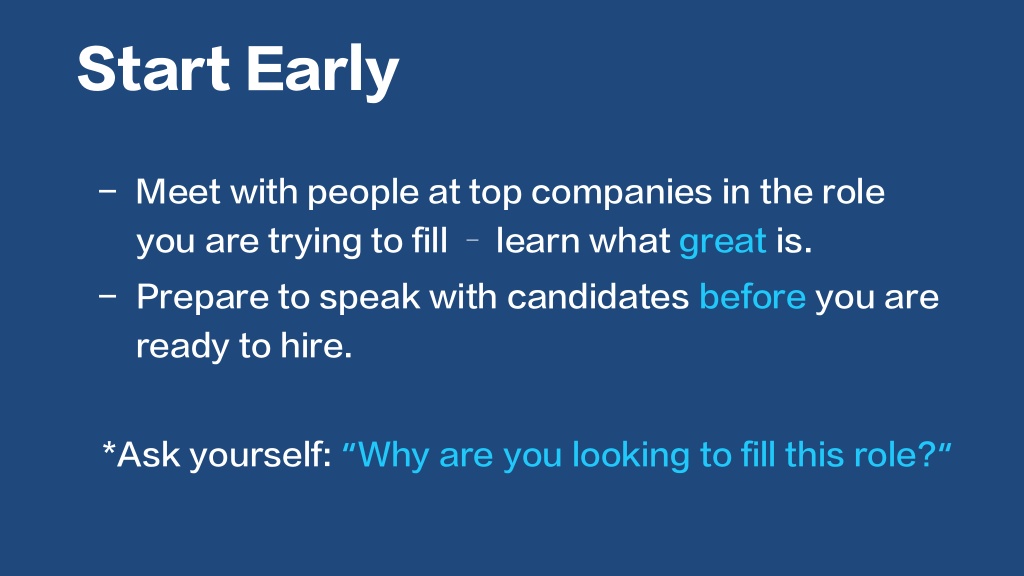 Start Early
– Meet with people at top companies in the role
you are trying to fill – learn what great is.
– Prepare to speak with candidates before you are
ready to hire.
*Ask yourself: “Why are you looking to fill this role?”